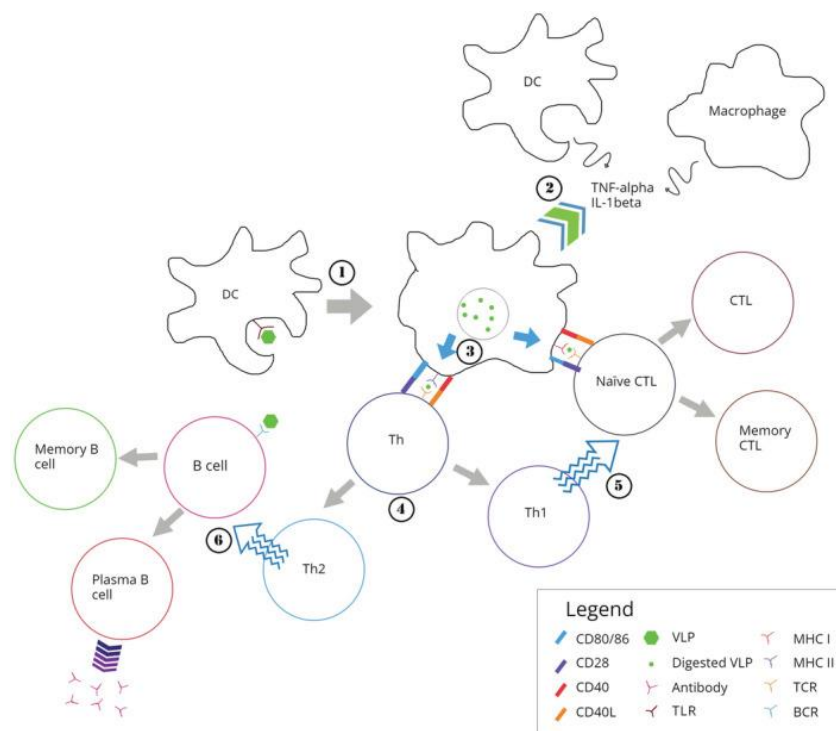 DC
Macrophage
2
TNF-alpha
IL-1beta
1
DC
CTL
3
Naïve CTL
Memory B
cell
B cell
Th
Memory
CTL
5
4
Th1
6
Th2
Plasma B
cell
Legend
CD80/86
VLP
MHC I
CD28
Digested VLP
MHC II
CD40
Antibody
TCR
CD40L
TLR
BCR